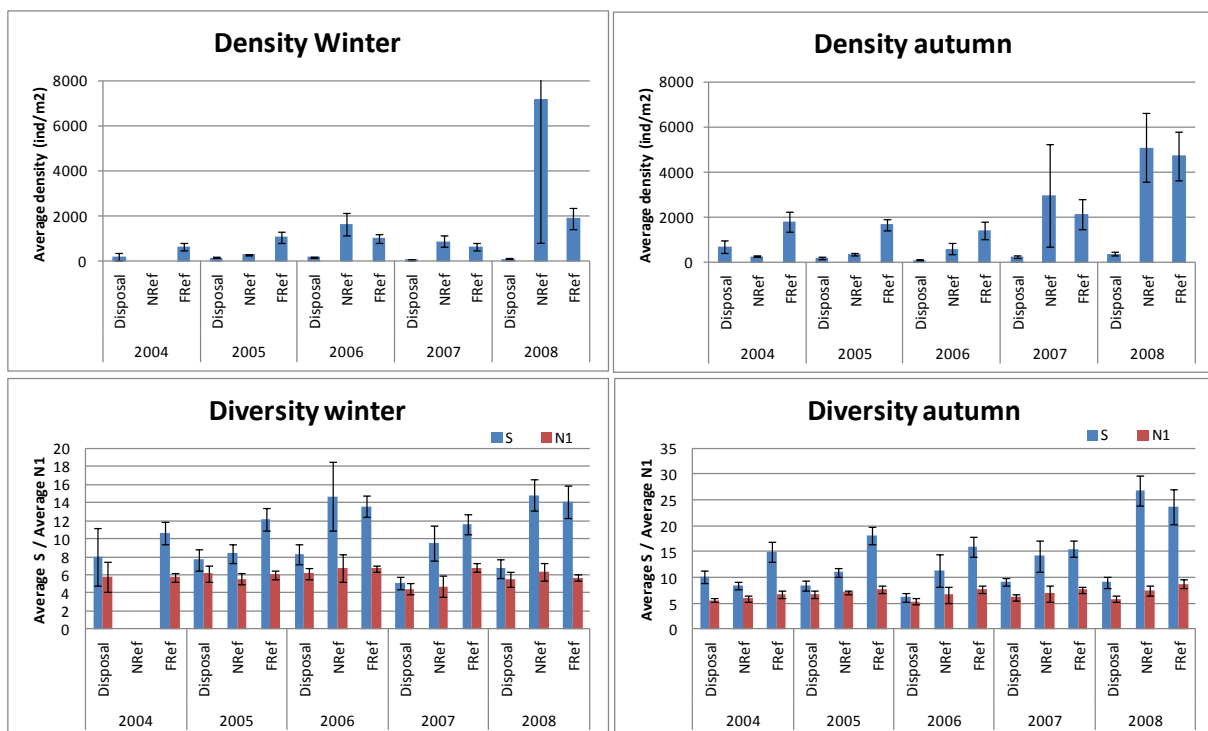 Density Winter
Average density (ind/m2)
8000
6000
4000
2000
0
Disposal NRef FRef Disposal NRef FRef Disposal NRef FRef Disposal NRef FRef Disposal NRef FRef
2004 2005 2006 2007 2008
Density autumn
Average density (ind/m2)
8000
6000
4000
2000
0
Disposal NRef FRef Disposal NRef FRef Disposal NRef FRef Disposal NRef FRef Disposal NRef FRef
2004 2005 2006 2007 2008
Diversity winter
S N1
Average S / Average N1
20
18
16
14
12
10
8
6
4
2
0
Disposal NRef FRef Disposal NRef FRef Disposal NRef FRef Disposal NRef FRef Disposal NRef FRef
2004 2005 2006 2007 2008
Diversity autumn
S N1
Average S / Average N1
35
30
25
20
15
10
5
0
Disposal NRef FRef Disposal NRef FRef Disposal NRef FRef Disposal NRef FRef Disposal NRef FRef
2004 2005 2006 2007 2008